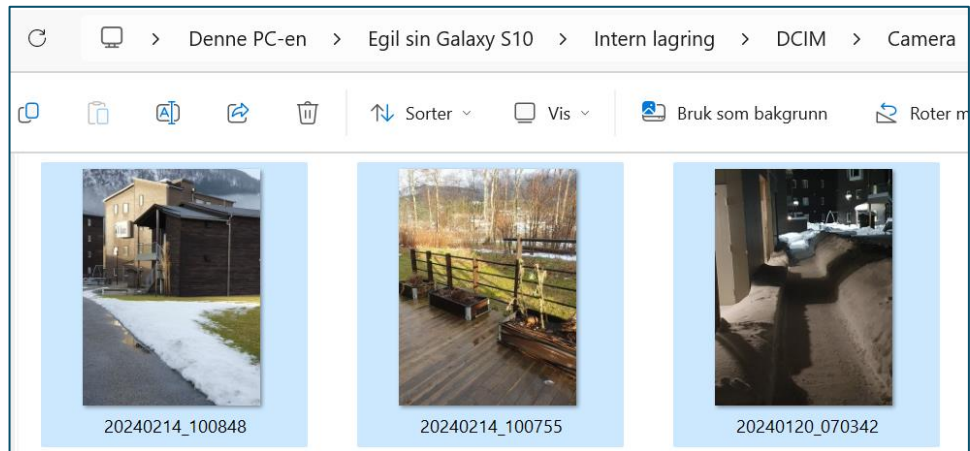 Denne PC-en > Egil sin Galaxy S10 > Intern lagring > DCIM > Camera
Sorter Vis Bruk som bakgrunn Roter m
20240214_100848 20240214_100755 20240120_070342